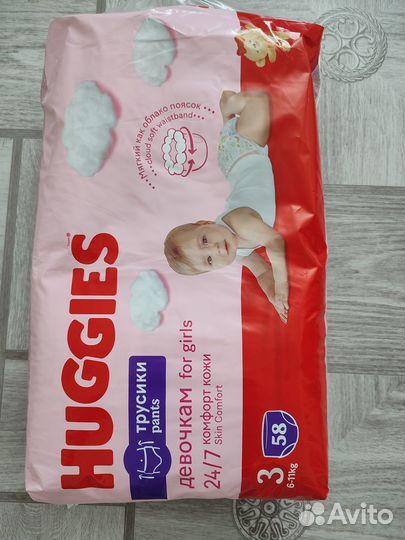 HUGGIES
трусики
pants
девочкам for girls
24/7 комфорт кожи
Skin Comfort
Мягкий как облако поясок
cloud soft waistband
3
58
6-11kg
Avito